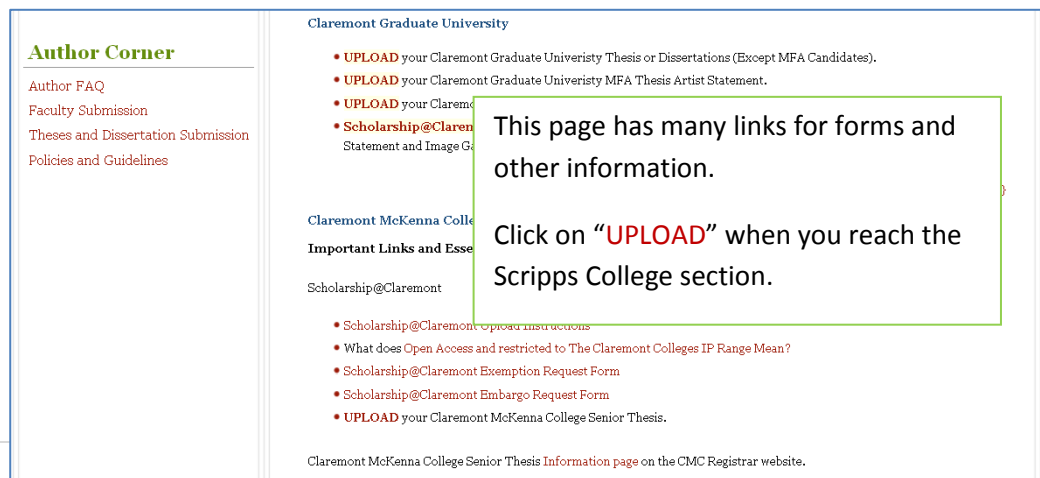 Author Corner
Author FAQ
Faculty Submission
Theses and Dissertation Submission
Policies and Guidelines
Claremont Graduate University
UPLOAD your Claremont Graduate Univeristy Thesis or Dissertations (Except MFA Candidates).
UPLOAD your Claremont Graduate Univeristy MFA Thesis Artist Statement.
UPLOAD your
Statement and Image
This page has many links for forms and
other information.
Click on “UPLOAD” when you reach the
Scripps College section.
}
Claremont McKenna
Important Links and
Scholarship@Claremont
Scholarship@Claremont Upload Instructions
What does Open Access and restricted to The Claremont Colleges IP Range Mean?
Scholarship@Claremont Exemption Request Form
Scholarship@Claremont Embargo Request Form
UPLOAD your Claremont McKenna College Senior Thesis.
Claremont McKenna College Senior Thesis Information page on the CMC Registrar website.